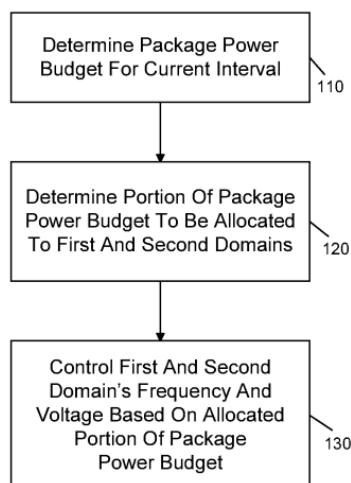 Determine Package Power
Budget For Current Interval
110
Determine Portion Of Package
Power Budget To be Allocated
To First And Second Domains
120
Control First And Second
Domain's Frequency And
Voltage Based On Allocated
Portion Of Package
Power Budget
130